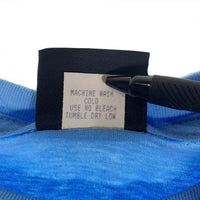 MACHINE WASH
COLD
USE NO BLEACH
TUMBLE DRY LOW